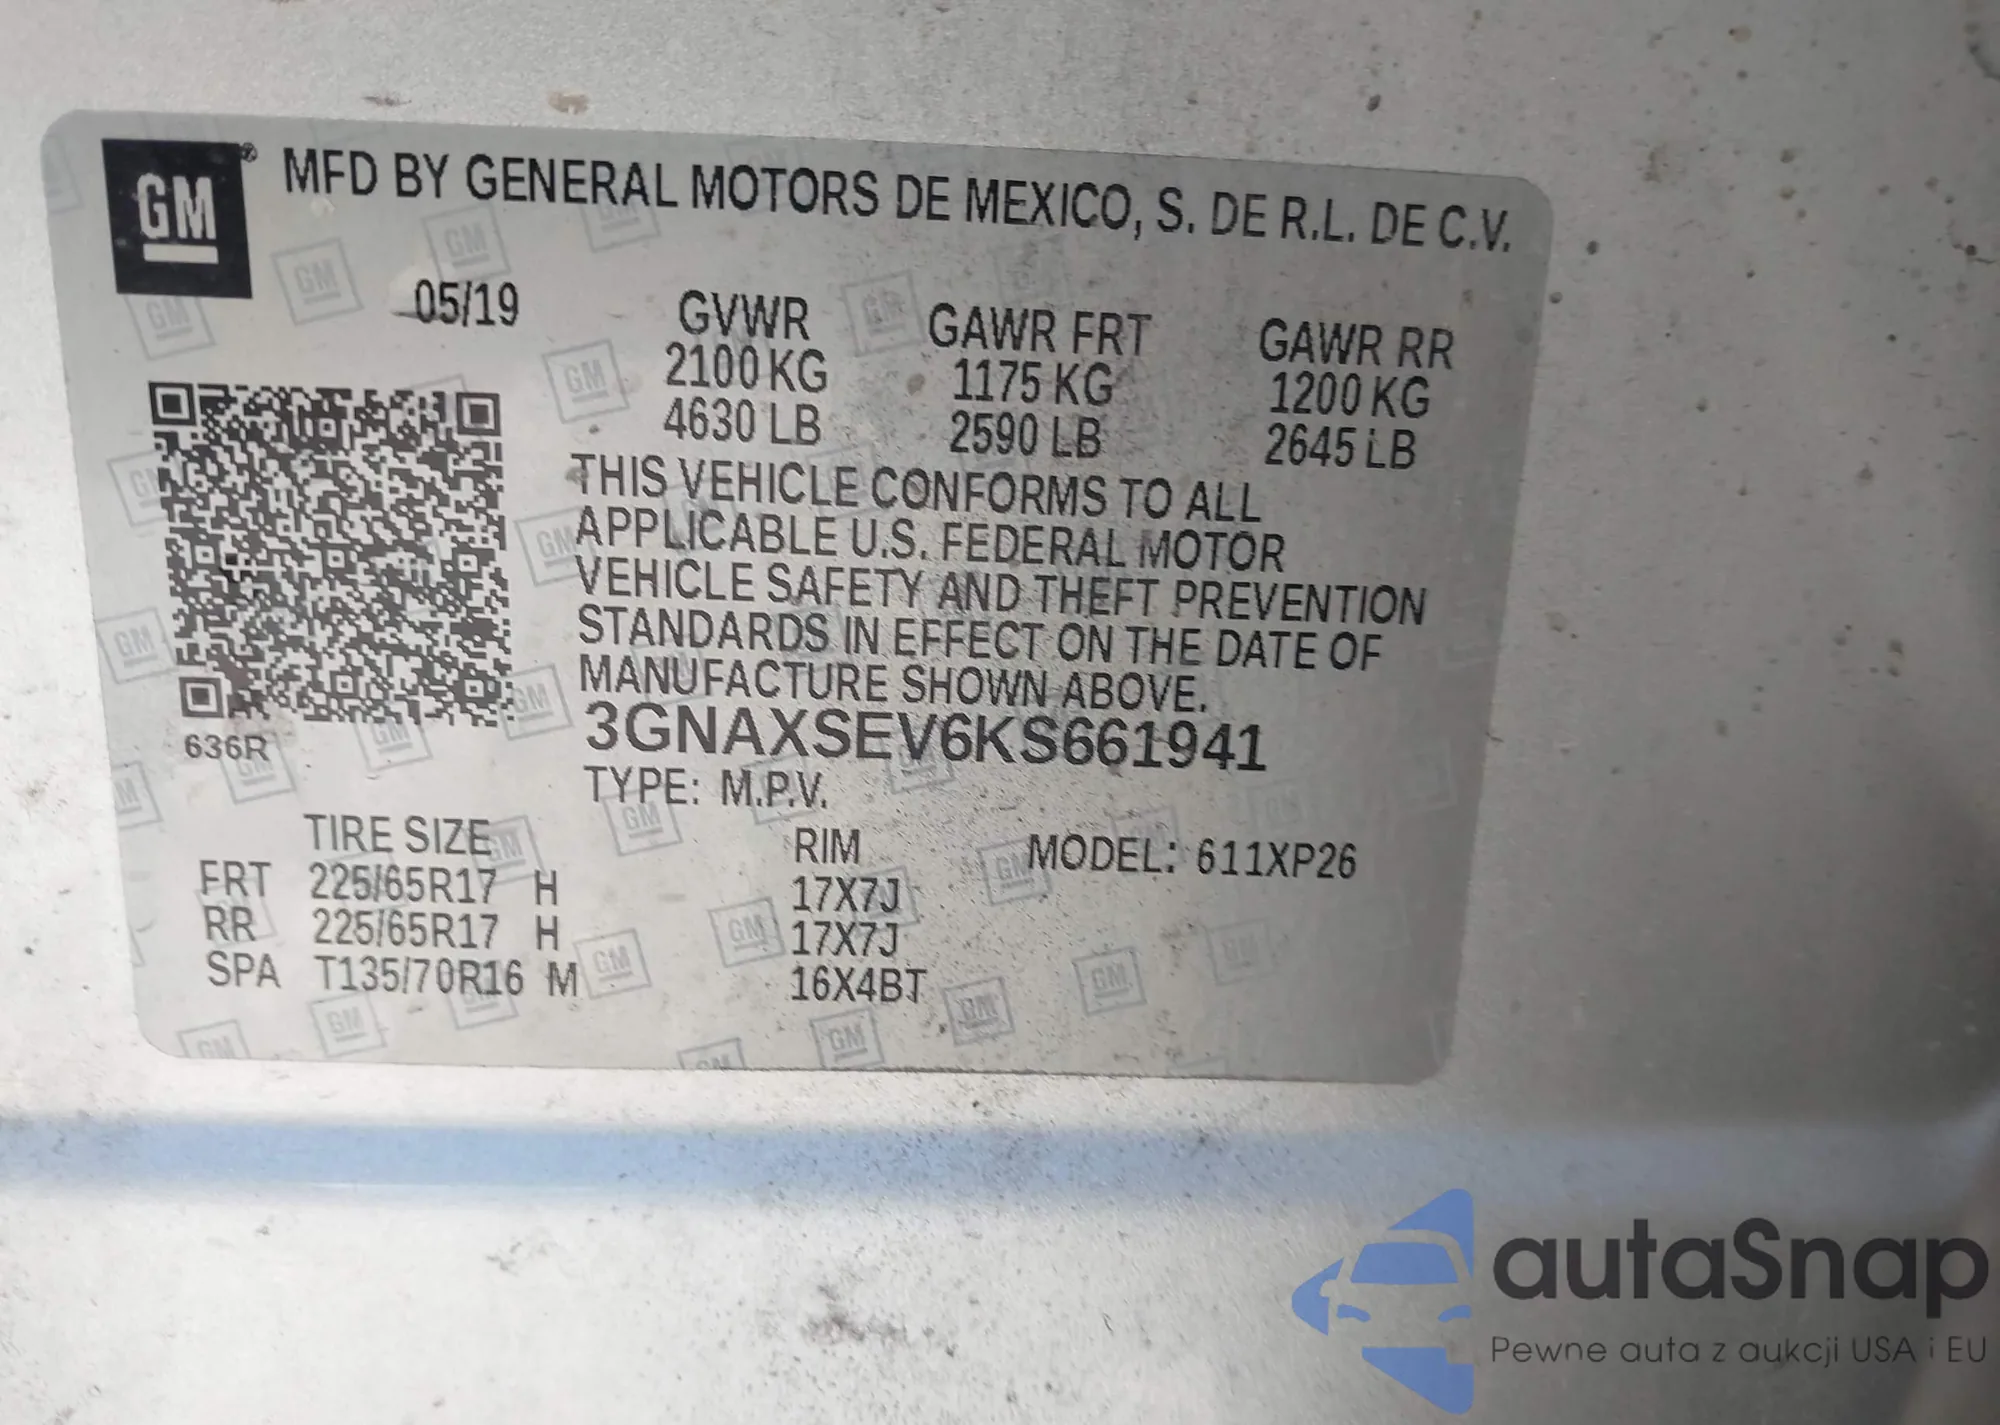 GM® MFD BY GENERAL MOTORS DE MEXICO, S. DE R.L. DE C.V.
05/19 GVWR GAWR FRT GAWR RR
2100 KG 1175 KG 1200 KG
4630 LB 2590 LB 2645 LB
THIS VEHICLE CONFORMS TO ALL
APPLICABLE U.S. FEDERAL MOTOR
VEHICLE SAFETY AND THEFT PREVENTION
STANDARDS IN EFFECT ON THE DATE OF
MANUFACTURE SHOWN ABOVE.
3GNAXSEV6KS661941
636R
TYPE: M.P.V.
TIRE SIZE RIM MODEL: 611XP26
FRT 225/65R17 H 17X7J
RR 225/65R17 H 17X7J
SPA T135/70R16 M 16X4BT
autaSnap
Pewne auta z aukcji USA i EU